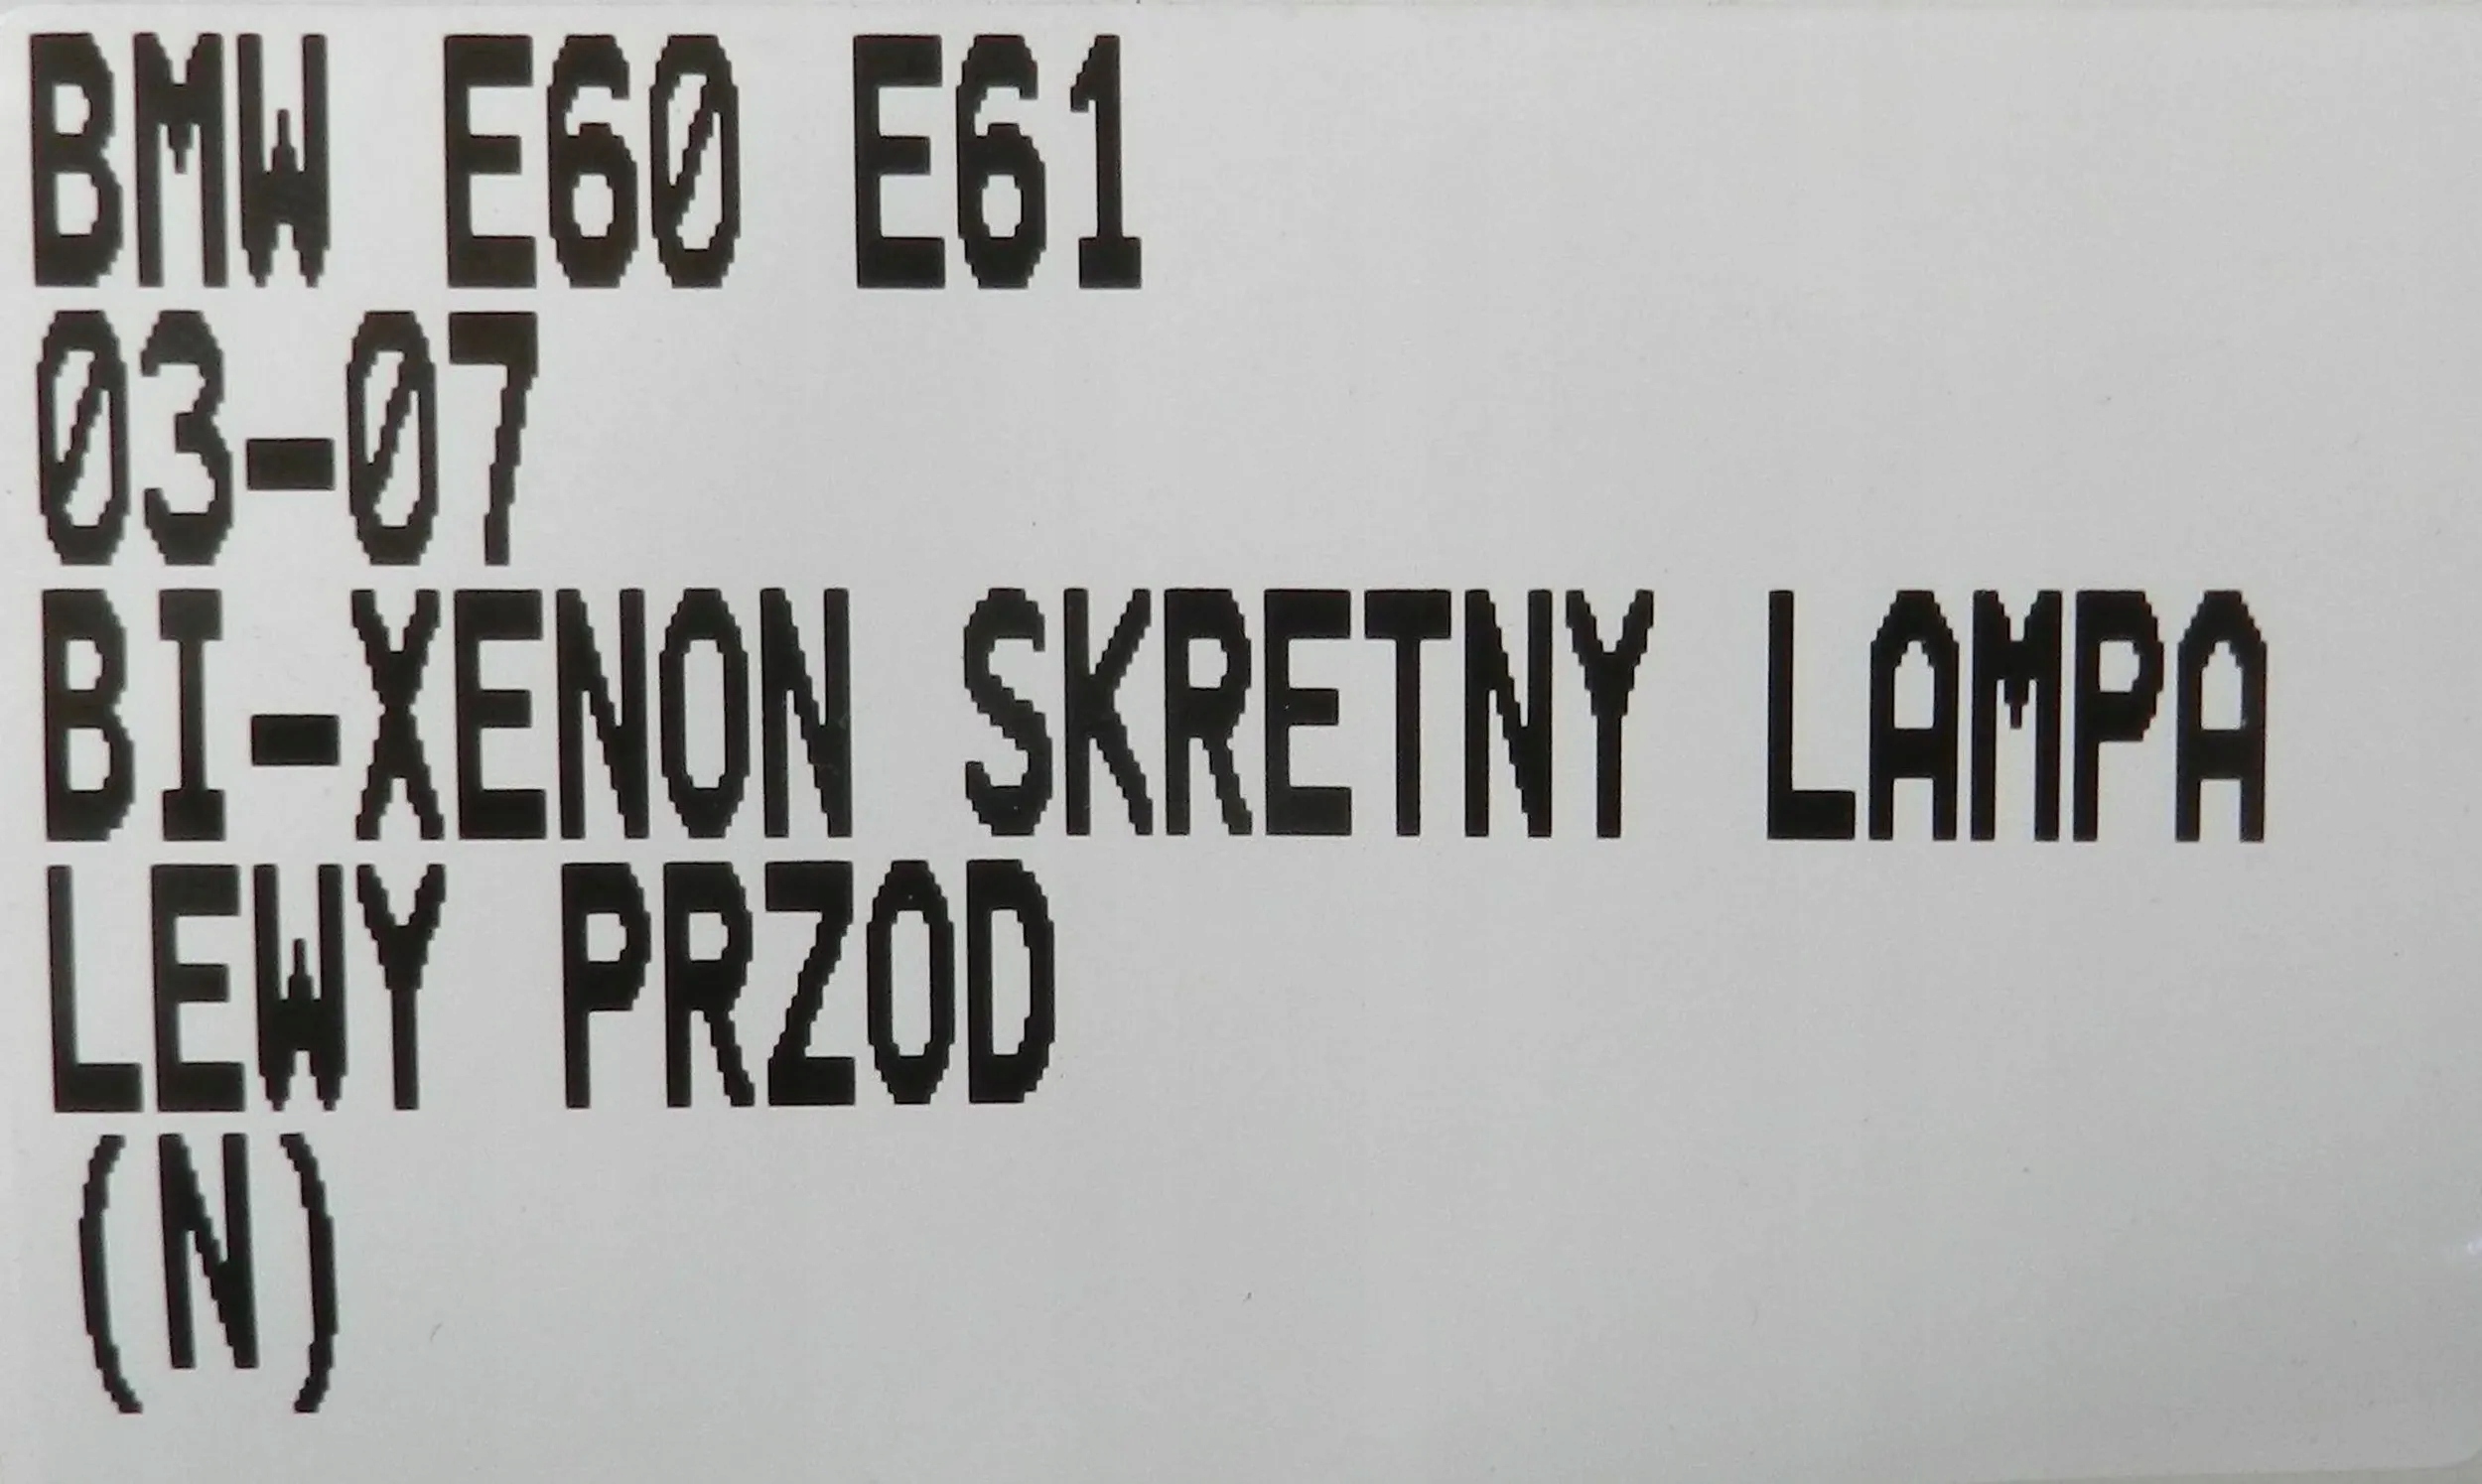 BMW E60 E61
03-07
BI-XENON SKRETNY LAMPA
LEWY PRZOD
(N)